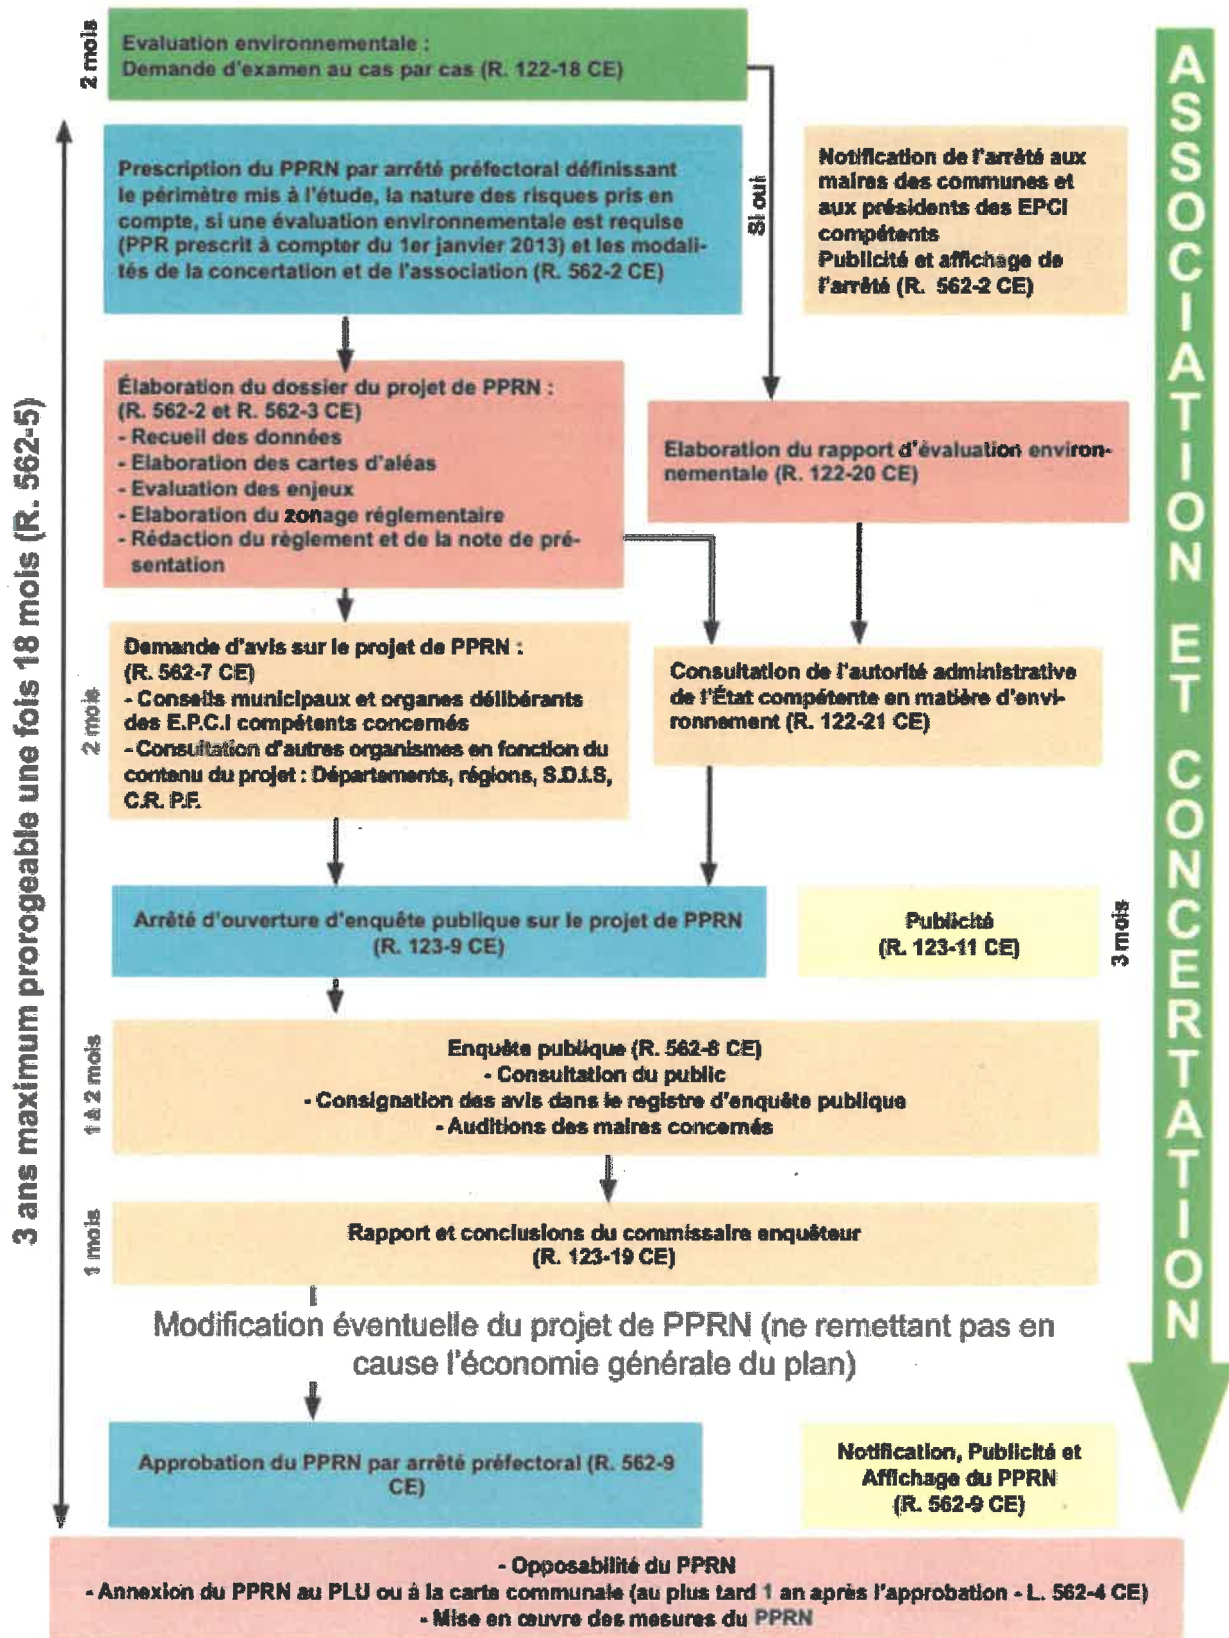 2 mois
Evaluation environnementale :
Demande d'examen au cas par cas (R. 122-18 CE)
Prescription du PPRN par arrêté préfectoral définissant
le périmètre mis à l'étude, la nature des risques pris en
compte, si une évaluation environnementale est requise
(PPR prescrit à compter du 1er janvier 2013) et les modali-
tés de la concertation et de l'association (R. 562-2 CE)
Si oui
Notification de l'arrêté aux
maires des communes et
aux présidents des EPCI
compétents
Publicité et affichage de
l'arrêté (R. 562-2 CE)
Élaboration du dossier du projet de PPRN :
(R. 562-2 et R. 562-3 CE)
- Recueil des données
- Elaboration des cartes d'aléas
- Evaluation des enjeux
- Elaboration du zonage réglementaire
- Rédaction du règlement et de la note de pré-
sentation
Elaboration du rapport d'évaluation environ-
nementale (R. 122-20 CE)
2 mois
Demande d'avis sur le projet de PPRN :
(R. 562-7 CE)
- Conseils municipaux et organes délibérants
des E.P.C.I compétents concernés
- Consultation d'autres organismes en fonction du
contenu du projet : Départements, régions, S.D.I.S,
C.R. P.F.
Consultation de l'autorité administrative
de l'État compétente en matière d'envi-
ronnement (R. 122-21 CE)
Arrêté d'ouverture d'enquête publique sur le projet de PPRN
(R. 123-9 CE)
Publicité
(R. 123-11 CE)
3 mois
1 à 2 mois
Enquête publique (R. 562-8 CE)
- Consultation du public
- Consignation des avis dans le registre d'enquête publique
- Auditions des maires concernés
1 mois
Rapport et conclusions du commissaire enquêteur
(R. 123-19 CE)
Modification éventuelle du projet de PPRN (ne remettant pas en
cause l'économie générale du plan)
Approbation du PPRN par arrêté préfectoral (R. 562-9
CE)
Notification, Publicité et
Affichage du PPRN
(R. 562-9 CE)
- Opposabilité du PPRN
- Annexion du PPRN au PLU ou à la carte communale (au plus tard 1 an après l'approbation - L. 562-4 CE)
- Mise en œuvre des mesures du PPRN
3 ans maximum prorogeable une fois 18 mois (R. 562-5)
ASSOCIATION ET CONCERTATION